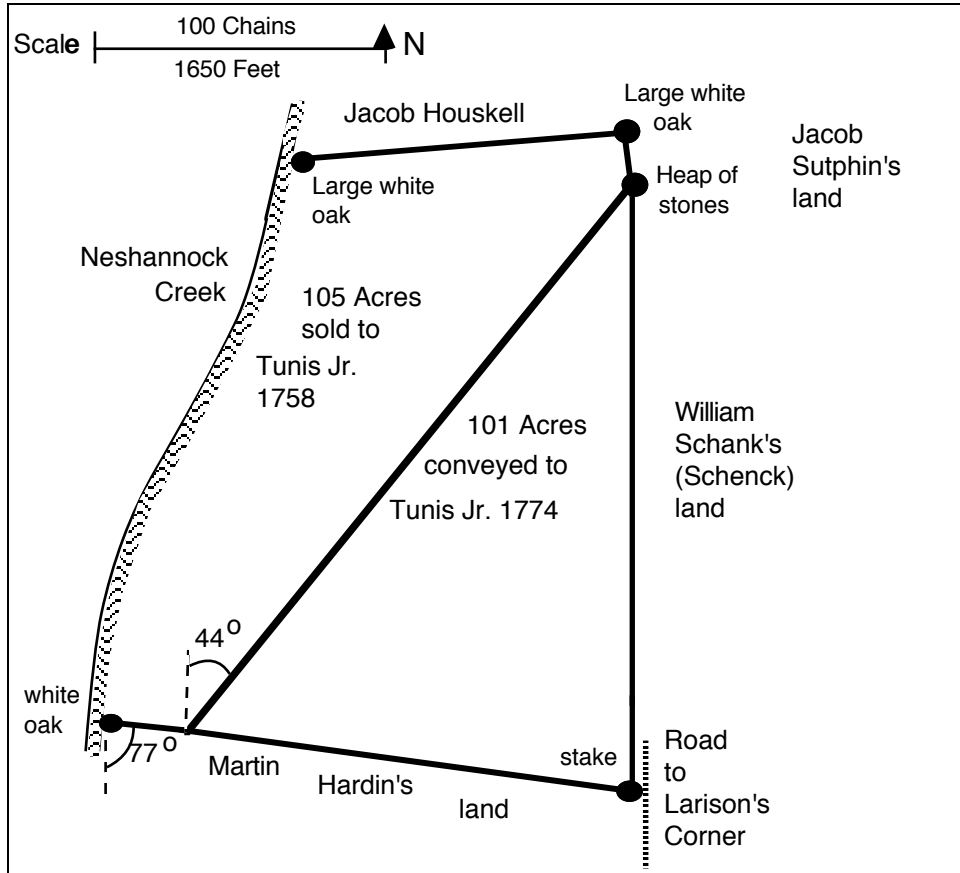 100 Chains
Scale
N
1650 Feet
Jacob Houskell
Large white
oak
Jacob
Sutphin's
land
Large white
oak
Heap of
stones
Neshannock
Creek
105 Acres
sold to
Tunis Jr.
1758
101 Acres
conveyed to
Tunis Jr. 1774
William
Schank's
(Schenck)
land
44o
white
oak
77o
Martin
Hardin's
land
stake
Road
to
Larison's
Corner